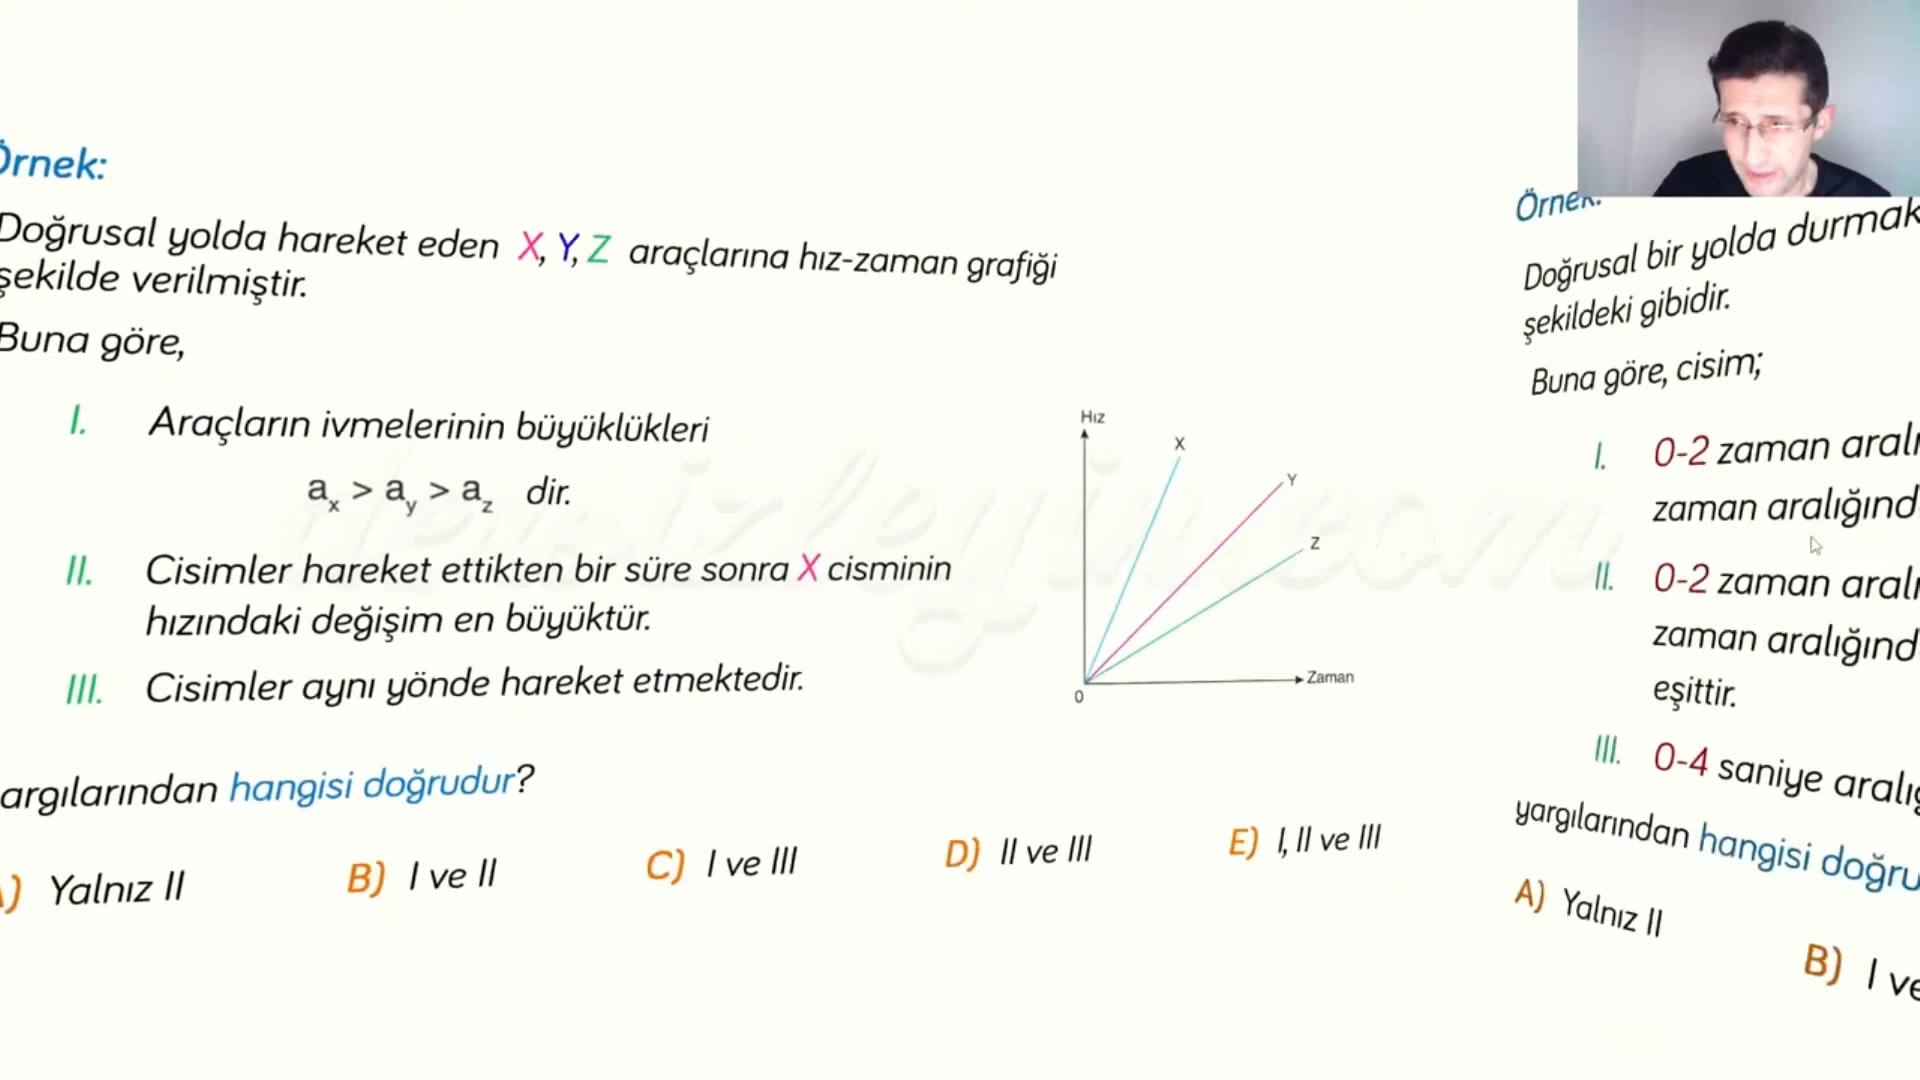 Örnek:
Doğrusal yolda hareket eden X, Y, Z araçlarına hız-zaman grafiği
şekilde verilmiştir.
Buna göre,
I. Araçların ivmelerinin büyüklükleri
aₓ > a_y > a_z dir.
II. Cisimler hareket ettikten bir süre sonra X cisminin
hızındaki değişim en büyüktür.
III. Cisimler aynı yönde hareket etmektedir.
argılarından hangisi doğrudur?
) Yalnız II
B) I ve II
C) I ve III
D) II ve III
E) I, II ve III
Hız
X
Y
Z
Zaman
0
Örnek:
Doğrusal bir yolda durmak
şekildeki gibidir.
Buna göre, cisim;
I. 0-2 zaman aralı
zaman aralığınd
II. 0-2 zaman aralı
zaman aralığınd
eşittir.
III. 0-4 saniye aralığ
yargılarından hangisi doğru
A) Yalnız II
B) I ve